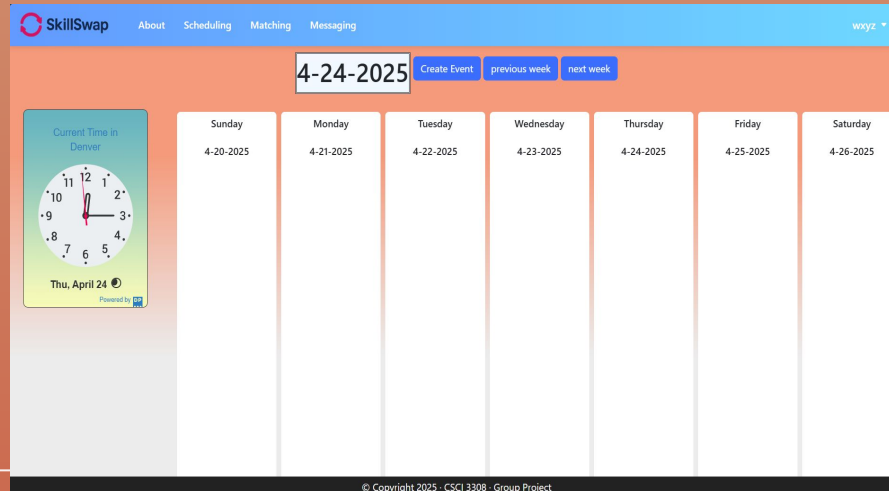 SkillSwap About Scheduling Matching Messaging wxyz
4-24-2025 Create Event previous week next week
Current Time in
Denver
12
11 1
10 2
9 3
8 4
7 5
6
Thu, April 24
Powered by
Sunday Monday Tuesday Wednesday Thursday Friday Saturday
4-20-2025 4-21-2025 4-22-2025 4-23-2025 4-24-2025 4-25-2025 4-26-2025
© Copyright 2025 · CSCI 3308 · Group Project